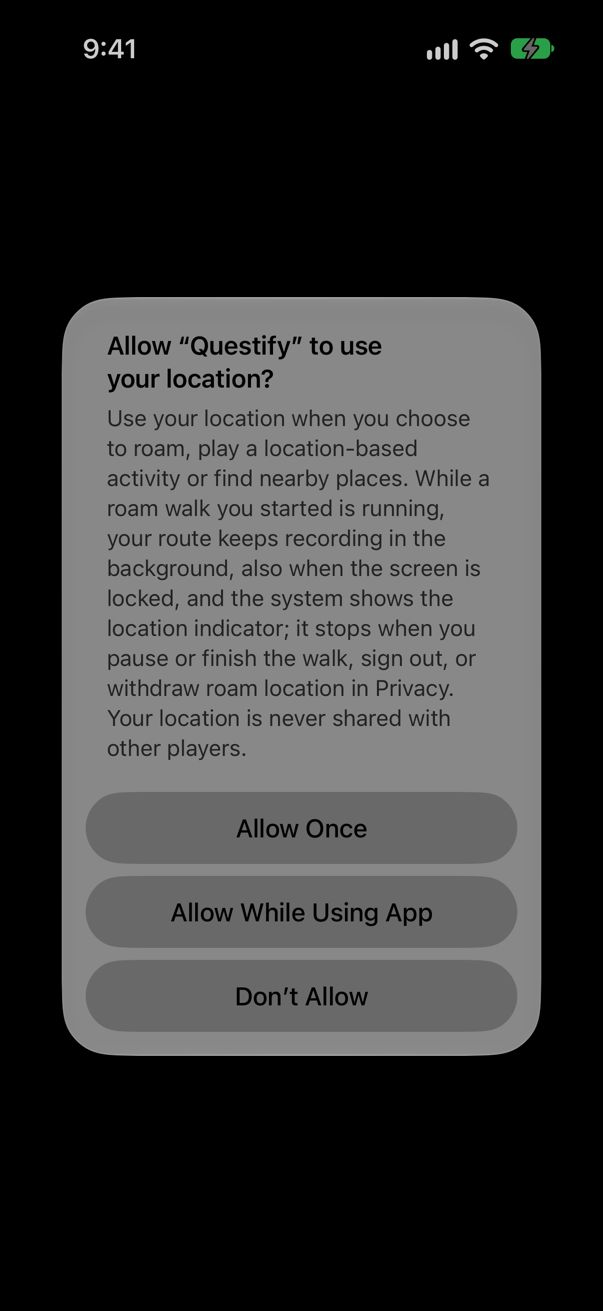 9:41
Allow “Questify” to use
your location?
Use your location when you choose
to roam, play a location-based
activity or find nearby places. While a
roam walk you started is running,
your route keeps recording in the
background, also when the screen is
locked, and the system shows the
location indicator; it stops when you
pause or finish the walk, sign out, or
withdraw roam location in Privacy.
Your location is never shared with
other players.
Allow Once
Allow While Using App
Don’t Allow